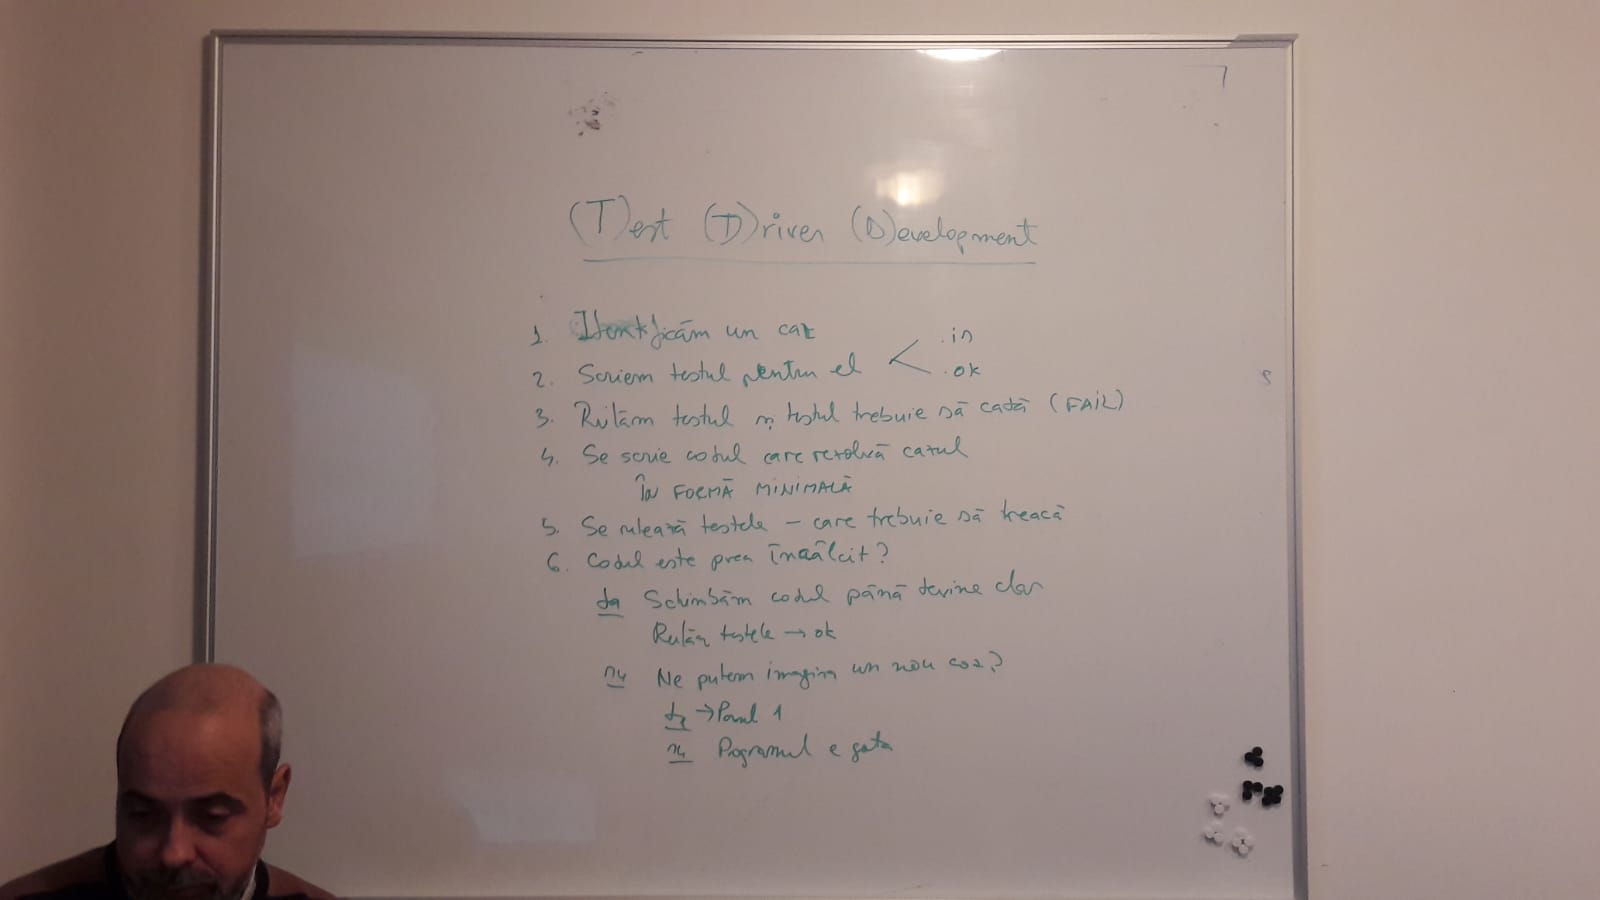 (T)est (D)riven (D)evelopment
1. Identificăm un caz
2. Scriem testul pentru el < .in .ok
3. Rulăm testul și testul trebuie să cadă (FAIL)
4. Se scrie codul care rezolvă cazul
ÎN FORMĂ MINIMALĂ
5. Se rulează testele – care trebuie să treacă
6. Codul este prea încâlcit?
da Schimbăm codul până devine clar
Rulăm testele → ok
nu Ne putem imagina un nou caz?
da → Pasul 1
nu Programul e gata